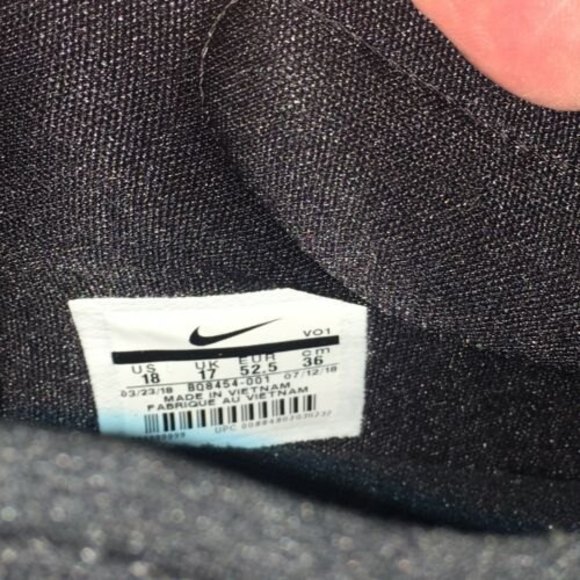 VO1
US UK EUR cm
18 17 52.5 36
03/23/18 BQ8454-001 07/12/18
MADE IN VIETNAM
FABRIQUE AU VIETNAM
UPC